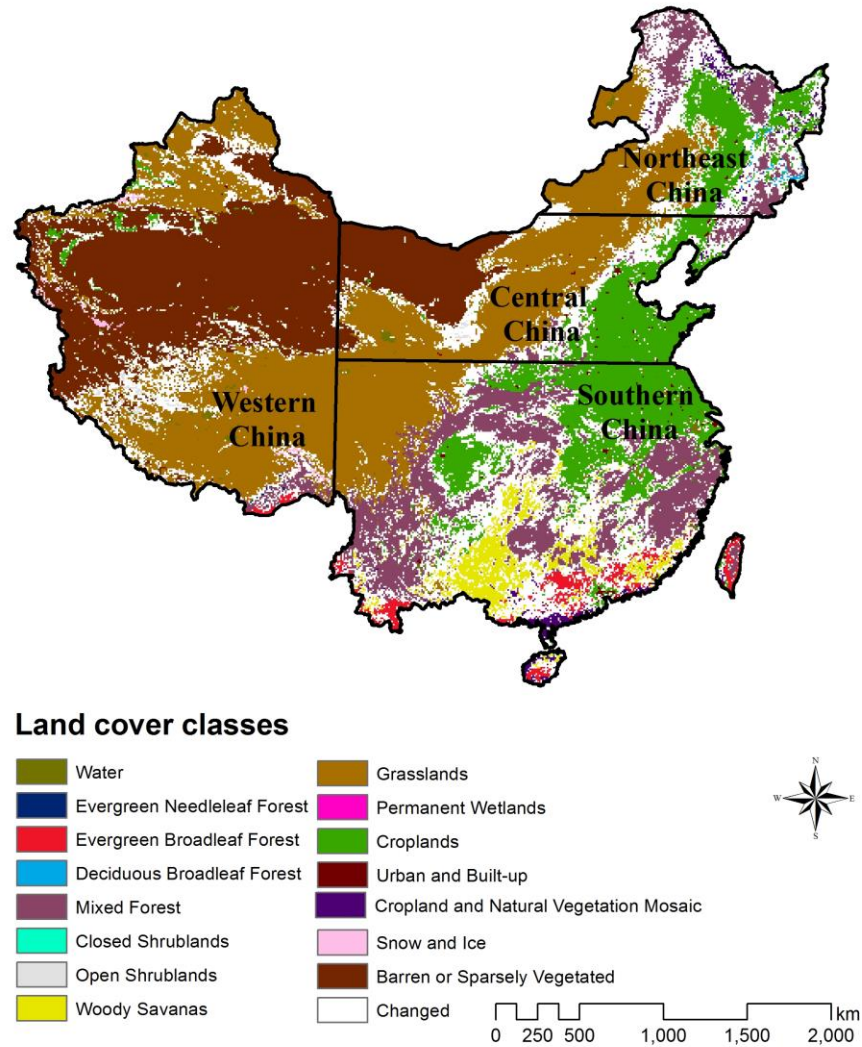 Northeast
China
Central
China
Western
China
Southern
China
Land cover classes
Water
Evergreen Needleleaf Forest
Evergreen Broadleaf Forest
Deciduous Broadleaf Forest
Mixed Forest
Closed Shrublands
Open Shrublands
Woody Savanas
Grasslands
Permanent Wetlands
Croplands
Urban and Built-up
Cropland and Natural Vegetation Mosaic
Snow and Ice
Barren or Sparsely Vegetated
Changed
N
W E
S
km
0 250 500 1,000 1,500 2,000